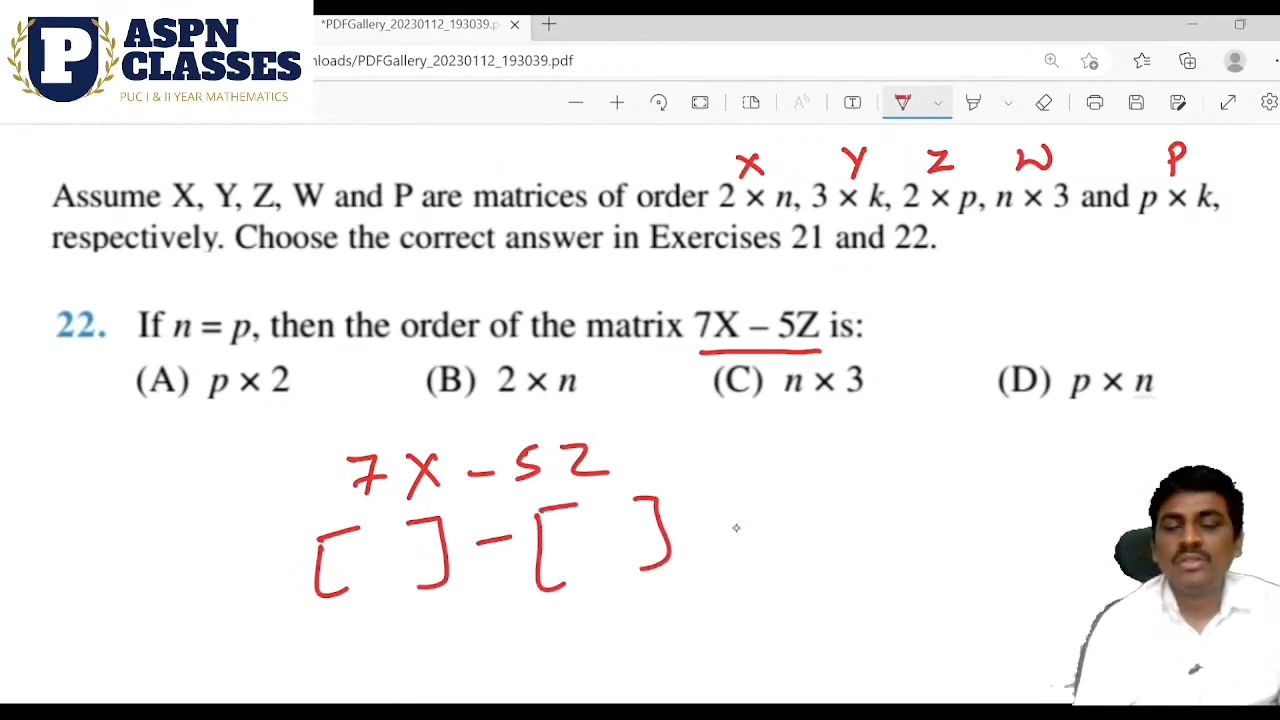 *PDFGallery_20230112_193039.p
ASPN
CLASSES
PUC I & II YEAR MATHEMATICS
nloads/PDFGallery_20230112_193039.pdf
X Y Z W P
Assume X, Y, Z, W and P are matrices of order 2 × n, 3 × k, 2 × p, n × 3 and p × k,
respectively. Choose the correct answer in Exercises 21 and 22.
22. If n = p, then the order of the matrix 7X – 5Z is:
(A) p × 2 (B) 2 × n (C) n × 3 (D) p × n
7X - 5Z
[ ] - [ ]